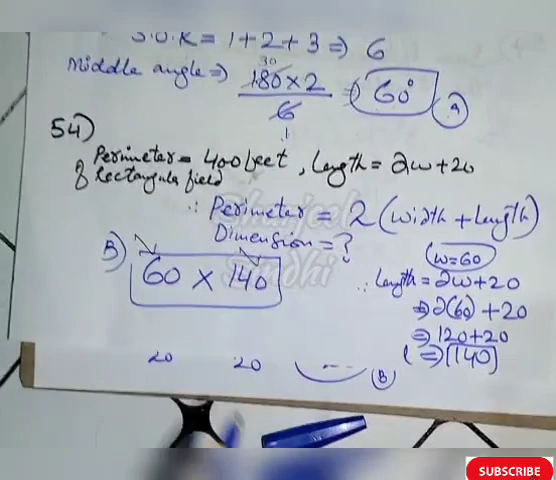 S.O.R = 1+2+3 ⇒ 6
Middle angle ⇒ 180×2 / 6 ⇒ 60° A
30
1
54)
Perimeter = 400 feet, Length = 2w+20
of Rectangular field
∴ Perimeter = 2 (width + Length)
Dimension = ?
(w=60)
B) 60 × 140
∴ Length = 2w+20
⇒ 2(60) + 20
⇒ 120+20
l ⇒ 140
20 20 B
Sindhi
SUBSCRIBE